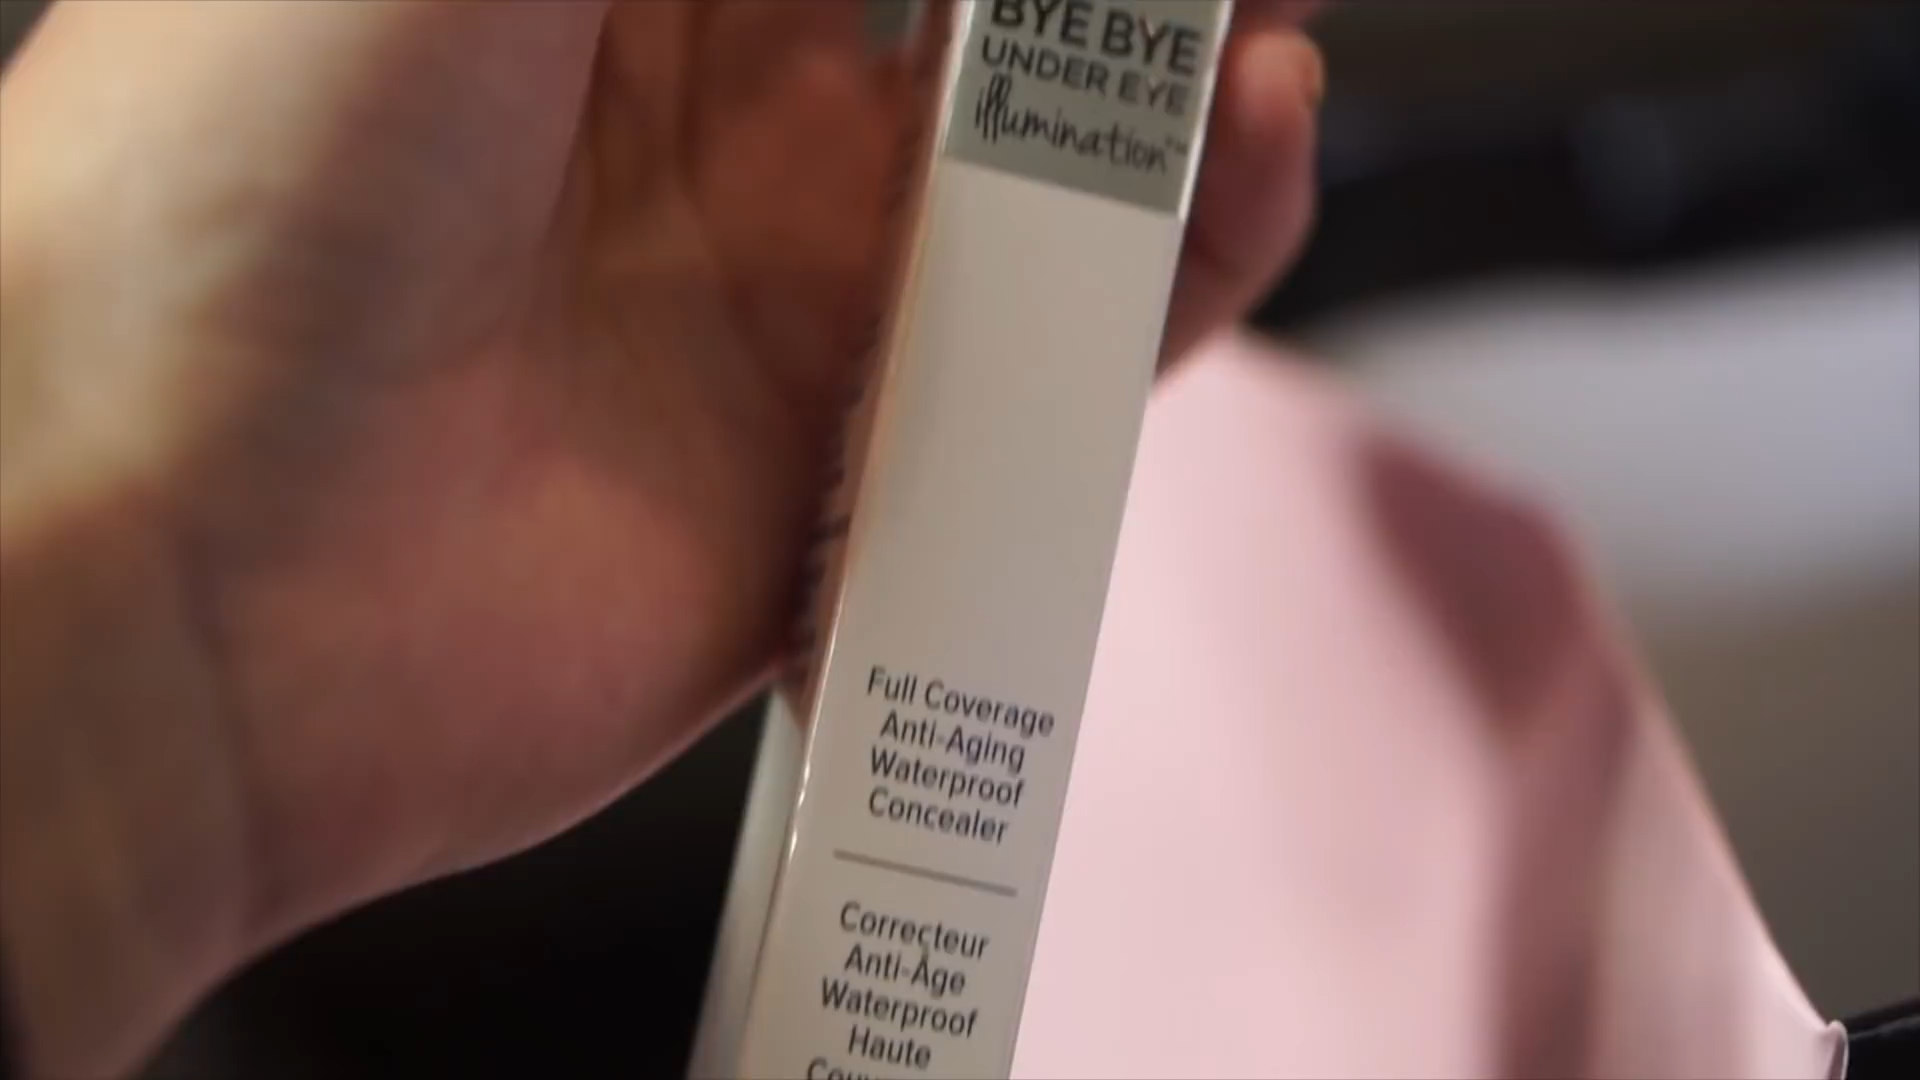 BYE BYE
UNDER EYE
illumination™
Full Coverage
Anti-Aging
Waterproof
Concealer
Correcteur
Anti-Âge
Waterproof
Haute